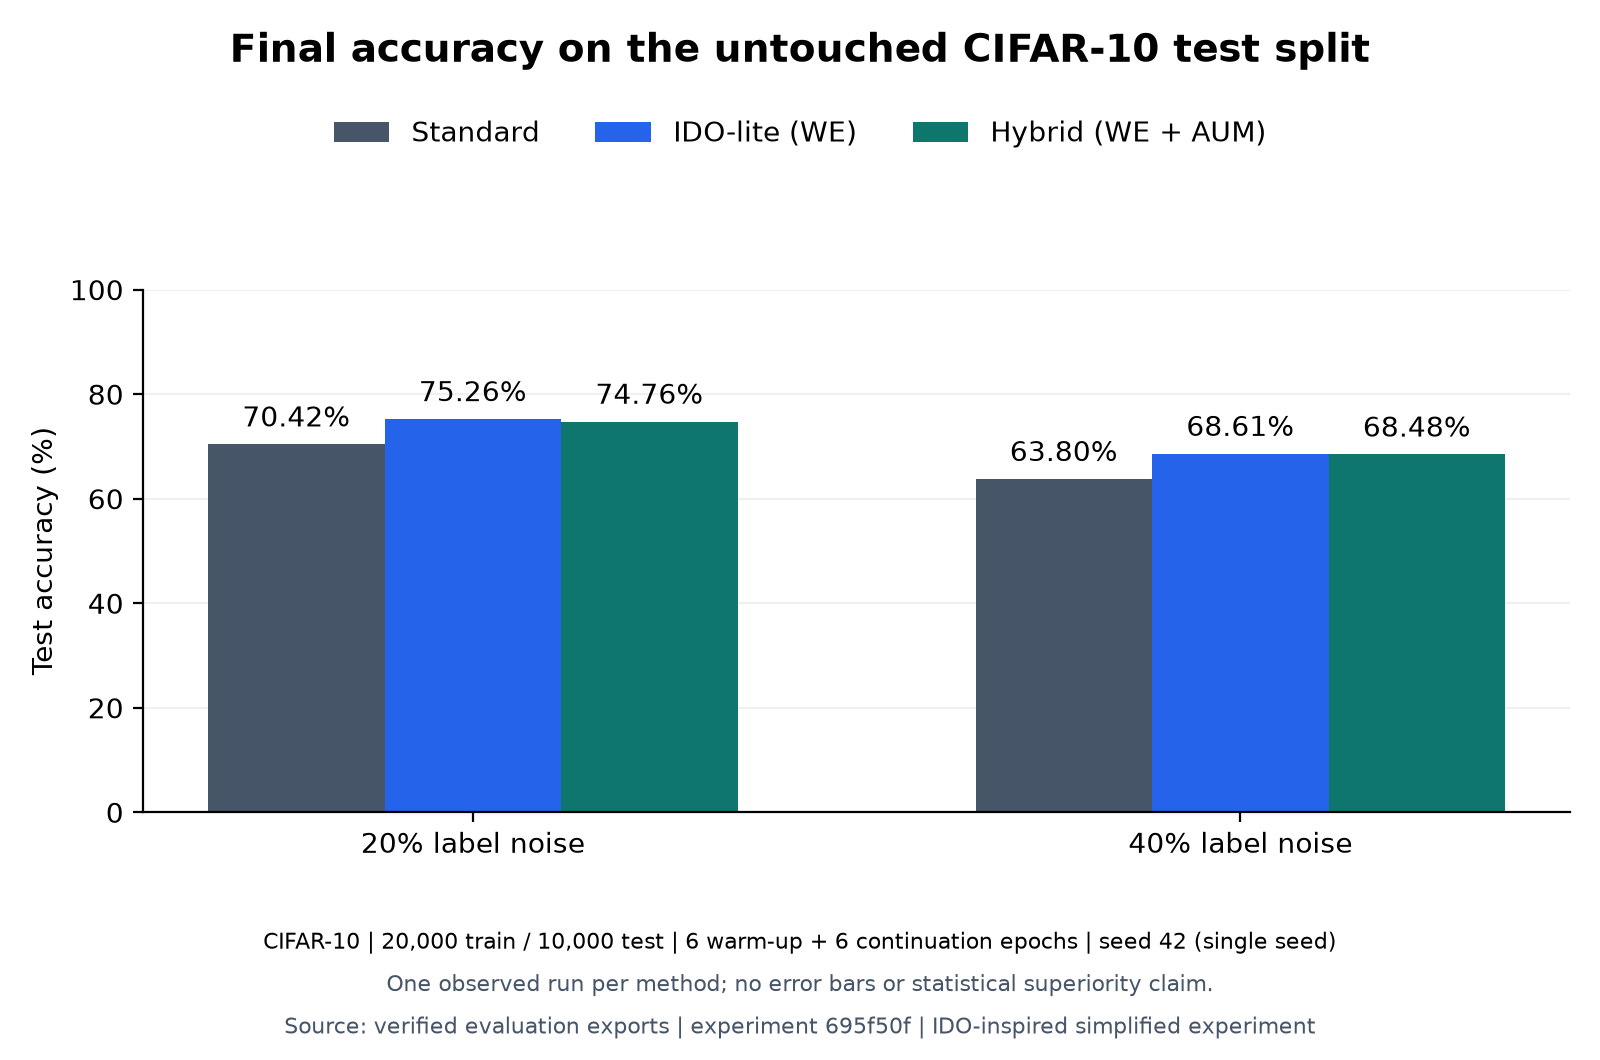 Final accuracy on the untouched CIFAR-10 test split
Standard
IDO-lite (WE)
Hybrid (WE + AUM)
Test accuracy (%)
100
80
60
40
20
0
70.42%
75.26%
74.76%
63.80%
68.61%
68.48%
20% label noise
40% label noise
CIFAR-10 | 20,000 train / 10,000 test | 6 warm-up + 6 continuation epochs | seed 42 (single seed)
One observed run per method; no error bars or statistical superiority claim.
Source: verified evaluation exports | experiment 695f50f | IDO-inspired simplified experiment